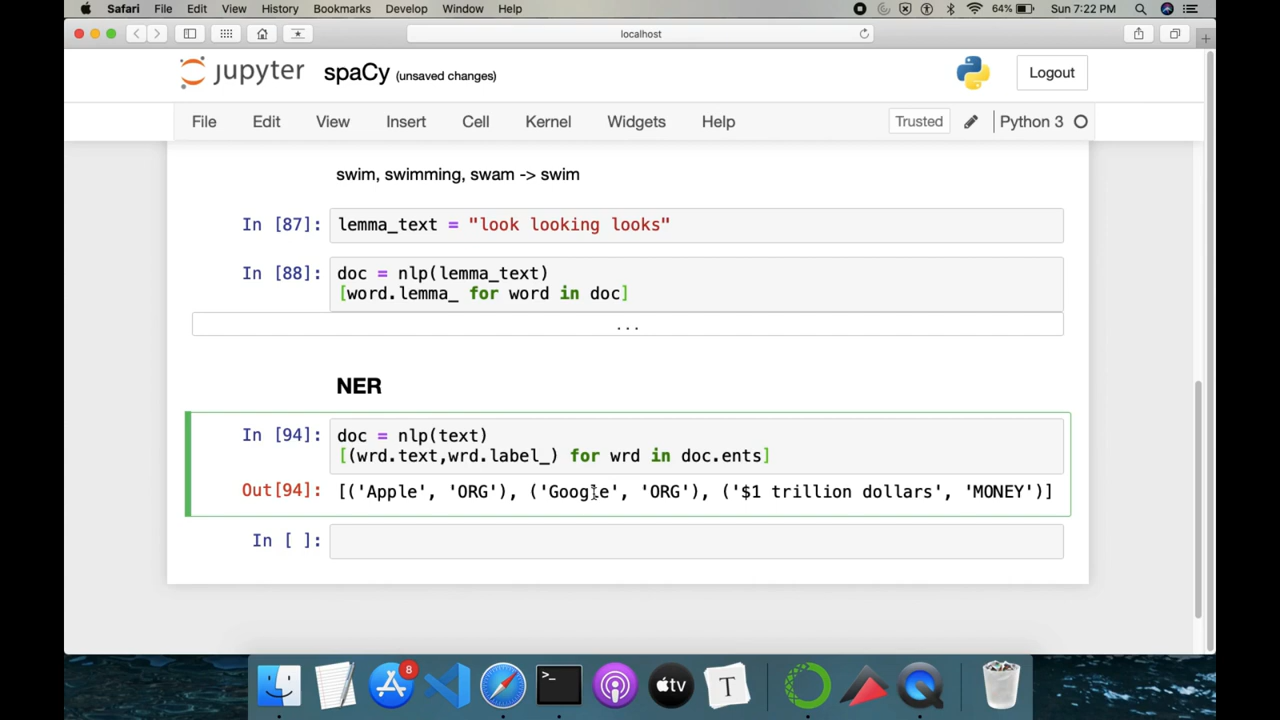 Safari File Edit View History Bookmarks Develop Window Help 64% Sun 7:22 PM
localhost
jupyter spaCy (unsaved changes) Logout
File Edit View Insert Cell Kernel Widgets Help Trusted Python 3
swim, swimming, swam -> swim
In [87]: lemma_text = "look looking looks"
In [88]: doc = nlp(lemma_text)
[word.lemma_ for word in doc]
...
NER
In [94]: doc = nlp(text)
[(wrd.text,wrd.label_) for wrd in doc.ents]
Out[94]: [('Apple', 'ORG'), ('Google', 'ORG'), ('$1 trillion dollars', 'MONEY')]
In [ ]:
8
>_ tv T